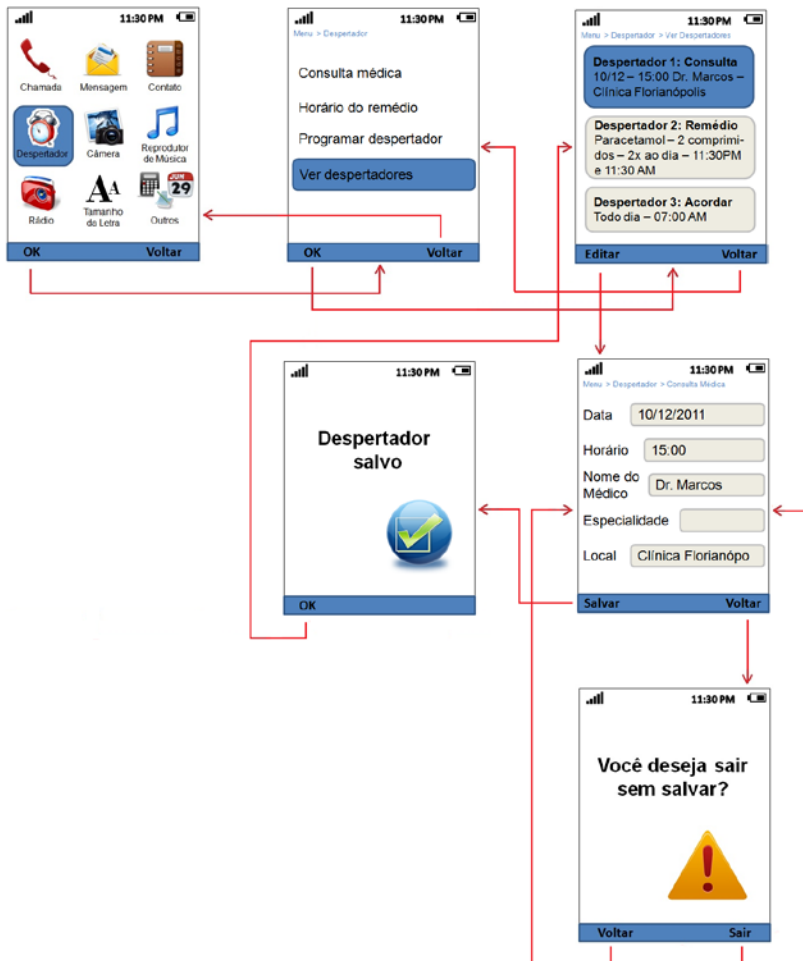 11:30 PM
Chamada
Mensagem
Contato
Despertador
Câmera
Reprodutor
de Música
JUN
29
Rádio
AA
Tamanho
da Letra
Outros
OK
Voltar
11:30 PM
Menu > Despertador
Consulta médica
Horário do remédio
Programar despertador
Ver despertadores
OK
Voltar
11:30 PM
Menu > Despertador > Ver Despertadores
Despertador 1: Consulta
10/12 – 15:00 Dr. Marcos –
Clínica Florianópolis
Despertador 2: Remédio
Paracetamol – 2 comprimi-
dos – 2x ao dia – 11:30PM
e 11:30 AM
Despertador 3: Acordar
Todo dia – 07:00 AM
Editar
Voltar
11:30 PM
Despertador
salvo
OK
11:30 PM
Menu > Despertador > Consulta Médica
Data
10/12/2011
Horário
15:00
Nome do
Médico
Dr. Marcos
Especialidade
Local
Clínica Florianópo
Salvar
Voltar
11:30 PM
Você deseja sair
sem salvar?
Voltar
Sair